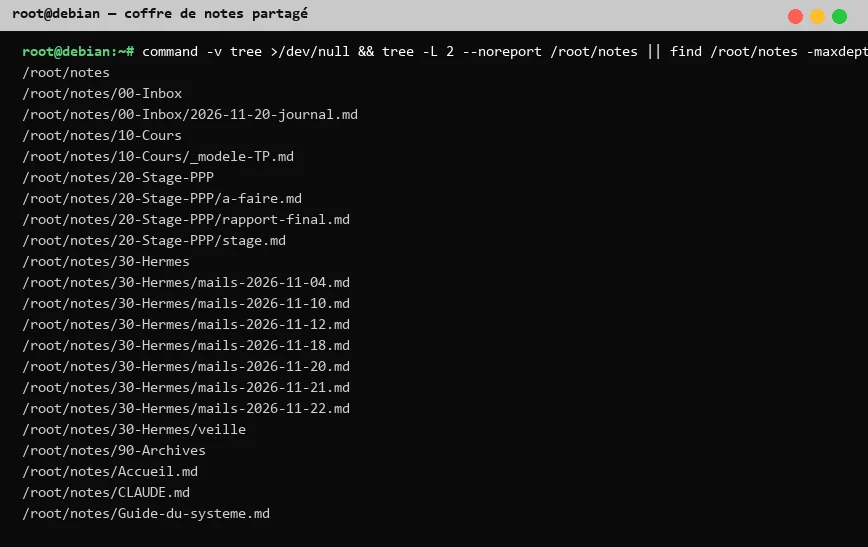 root@debian — coffre de notes partagé
root@debian:~# command -v tree >/dev/null && tree -L 2 --noreport /root/notes || find /root/notes -maxdept
/root/notes
/root/notes/00-Inbox
/root/notes/00-Inbox/2026-11-20-journal.md
/root/notes/10-Cours
/root/notes/10-Cours/_modele-TP.md
/root/notes/20-Stage-PPP
/root/notes/20-Stage-PPP/a-faire.md
/root/notes/20-Stage-PPP/rapport-final.md
/root/notes/20-Stage-PPP/stage.md
/root/notes/30-Hermes
/root/notes/30-Hermes/mails-2026-11-04.md
/root/notes/30-Hermes/mails-2026-11-10.md
/root/notes/30-Hermes/mails-2026-11-12.md
/root/notes/30-Hermes/mails-2026-11-18.md
/root/notes/30-Hermes/mails-2026-11-20.md
/root/notes/30-Hermes/mails-2026-11-21.md
/root/notes/30-Hermes/mails-2026-11-22.md
/root/notes/30-Hermes/veille
/root/notes/90-Archives
/root/notes/Accueil.md
/root/notes/CLAUDE.md
/root/notes/Guide-du-systeme.md